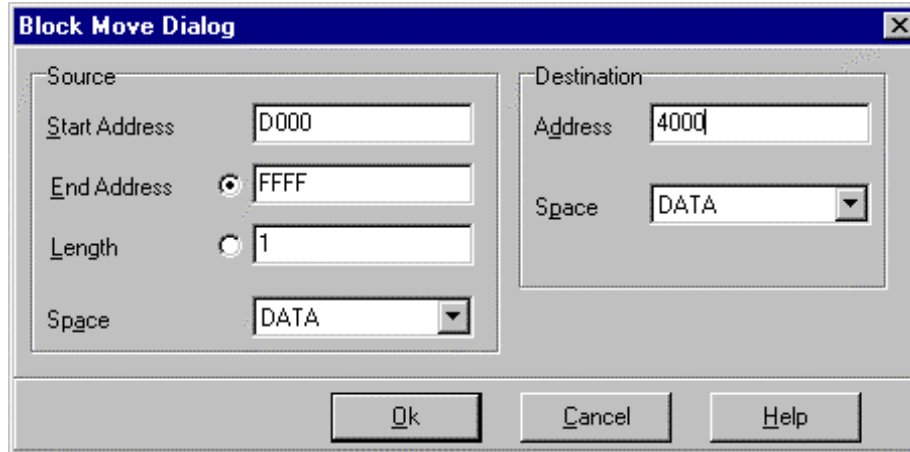 Block Move Dialog
Source
Start Address D000
End Address FFFF
Length 1
Space DATA
Destination
Address 4000
Space DATA
Ok Cancel Help